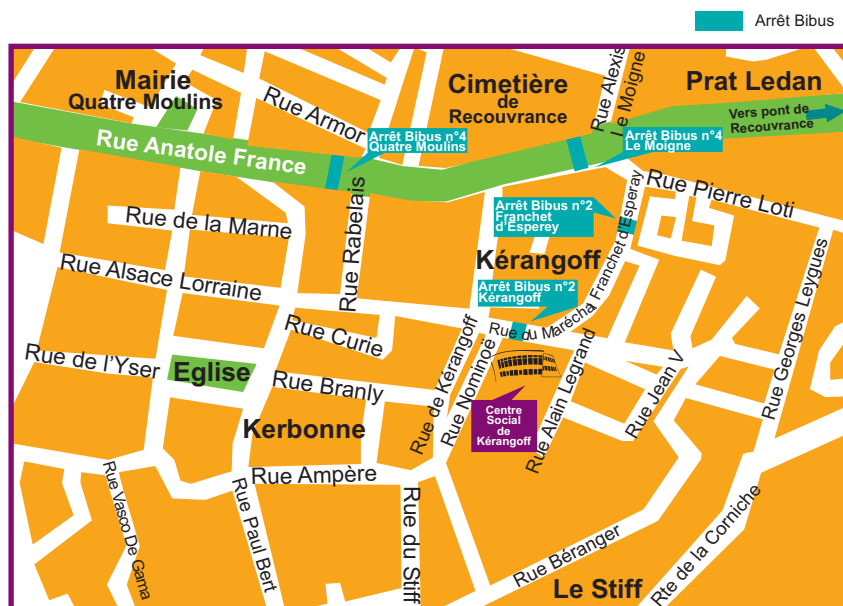 Arrêt Bibus
Mairie
Quatre Moulins
Rue Armor
Cimetière
de
Recouvrance
Rue Alexis
Le Moigne
Prat Ledan
Vers pont de
Recouvrance
Rue Anatole France
Arrêt Bibus n°4
Quatre Moulins
Arrêt Bibus n°4
Le Moigne
Rue Pierre Loti
Rue de la Marne
Rue Rabelais
Arrêt Bibus n°2
Franchet
d'Esperey
Kérangoff
Rue Alsace Lorraine
Arrêt Bibus n°2
Kérangoff
Rue du Marécha Franchet d'Esperay
Rue Georges Leygues
Rue Curie
Rue de l'Yser
Eglise
Rue Branly
Rue de Kérangoff
Rue Nominoë
Centre
Social
de
Kérangoff
Rue Alain Legrand
Rue Jean V
Kerbonne
Rue Ampère
Rue Vasco De Gama
Rue Paul Bert
Rue du Stiff
Rue Béranger
Rte de la Corniche
Le Stiff